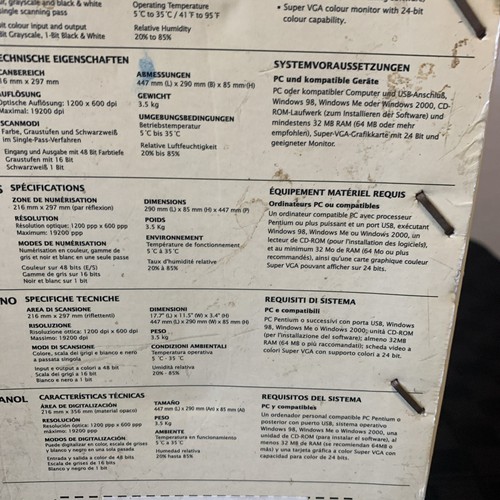 grayscale and black & white
single scanning pass
bit colour input and output
Bit Grayscale, 1-Bit Black & White
Operating Temperature
5˚C to 35˚C / 41˚F to 95˚F
Relative Humidity
20% to 85%
software)
• Super VGA colour monitor with 24-bit
colour capability.
ECHNISCHE EIGENSCHAFTEN
CANBEREICH
16 mm x 297 mm
UFLÖSUNG
Optische Auflösung: 1200 x 600 dpi
Maximal: 19200 dpi
SCANMODI
Farbe, Graustufen und Schwarzweiß
im Single-Pass-Verfahren
Eingang und Ausgabe mit 48 Bit Farbtiefe
Graustufen mit 16 Bit
Schwarzweiß 1 Bit
ABMESSUNGEN
447 mm (L) x 290 mm (B) x 85 mm (H)
GEWICHT
3.5 kg
UMGEBUNGSBEDINGUNGEN
Betriebstemperatur
5˚C bis 35˚C
Relative Luftfeuchtigkeit
20% bis 85%
SYSTEMVORAUSSETZUNGEN
PC und kompatible Geräte
PC oder kompatibler Computer und USB-Anschluß,
Windows 98, Windows Me oder Windows 2000, CD-
ROM-Laufwerk (zum Installieren der Software) und
mindestens 32 MB RAM (64 MB oder mehr
empfohlen), Super-VGA-Grafikkarte mit 24 Bit und
geeigneter Monitor.
S SPÉCIFICATIONS
ZONE DE NUMÉRISATION
216 mm x 297 mm (par réflexion)
RÉSOLUTION
Résolution optique: 1200 ppp x 600 ppp
Maximum: 19200 ppp
MODES DE NUMÉRISATION
Numérisation en couleur, gamme de
gris et noir et blanc en une seule passe
Couleur sur 48 bits (E/S)
Gamme de gris sur 16 bits
Noir et blanc sur 1 bit
DIMENSIONS
290 mm (L) x 85 mm (H) x 447 mm (P)
POIDS
3.5 Kg
ENVIRONNEMENT
Température de fonctionnement
5˚C à 35˚C
Taux d'humidité relative
20% à 85%
ÉQUIPEMENT MATÉRIEL REQUIS
Ordinateurs PC ou compatibles
Un ordinateur compatible PC avec processeur
Pentium ou plus puissant et un port USB, exécutant
Windows 98, Windows Me ou Windows 2000, un
lecteur de CD-ROM (pour l'installation des logiciels),
et au minimum 32 Mo de RAM (64 Mo ou plus
recommandés), ainsi qu'une carte graphique couleur
Super VGA pouvant afficher sur 24 bits.
NO SPECIFICHE TECNICHE
AREA DI SCANSIONE
216 mm x 297 mm (riflettenti)
RISOLUZIONE
Risoluzione ottica: 1200 dpi x 600 dpi
Massimo: 19200 dpi
MODI DI SCANSIONE
Colore, scala dei grigi e bianco e nero
a passata singola
Input e output a colori a 48 bit
Scala dei grigi a 16 bit
Bianco e nero a 1 bit
DIMENSIONI
17.7" (L) x 11.5" (W) x 3.4" (H)
447 mm (L) x 290 mm (W) x 85 mm (H)
PESO
3.5 kg
CONDIZIONI AMBIENTALI
Temperatura operativa
5˚C - 35˚C
Umidità relativa
20% - 85%
REQUISITI DI SISTEMA
PC e compatibili
PC Pentium o successivi con porta USB, Windows
98, Windows Me o Windows 2000; unità CD-ROM
(per l'installazione del software); almeno 32MB
RAM (64 MB o più raccomandati); scheda video a
colori Super VGA con supporto colori a 24 bit.
AÑOL CARACTERÍSTICAS TÉCNICAS
ÁREA DE DIGITALIZACIÓN
216 mm x 356 mm (material opaco)
RESOLUCIÓN
Resolución óptica: 1200 ppp x 600 ppp
máximo: 19200 ppp
MODOS DE DIGITALIZACIÓN
Puede digitalizar en color, escala de grises
y blanco y negro en una sola pasada
Entrada y salida a color de 48 bits.
Escala de grises de 16 bits
Blanco y negro de 1 bit
TAMAÑO
447 mm (L) x 290 mm (An) x 85 mm (Al)
PESO
3.5 Kg
AMBIENTE
Temperatura en funcionamiento
5˚C a 35˚C
Humedad relativa
20% hasta 85%
REQUISITOS DEL SISTEMA
PC y compatibles
Un ordenador personal compatible PC Pentium o
posterior con puerto USB, sistema operativo
Windows 98, Windows Me o Windows 2000, una
unidad de CD-ROM (para instalar el software), al
menos 32 MB de RAM (se recomiendan 64MB o
más) y una tarjeta gráfica a color Super VGA con
capacidad para color de 24 bits.